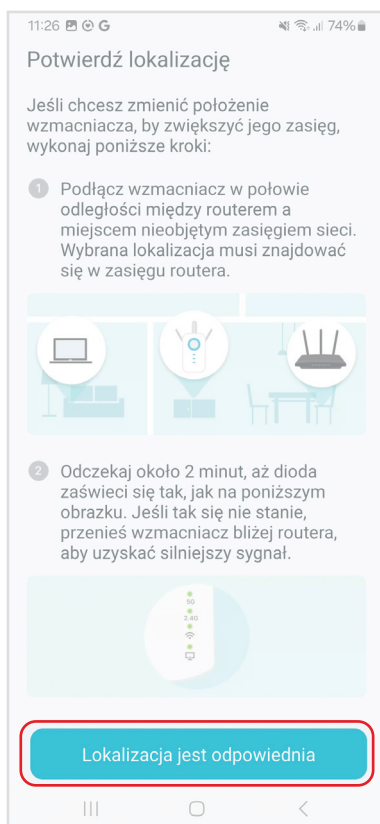 11:26 G 74%
Potwierdź lokalizację
Jeśli chcesz zmienić położenie
wzmacniacza, by zwiększyć jego zasięg,
wykonaj poniższe kroki:
1 Podłącz wzmacniacz w połowie
odległości między routerem a
miejscem nieobjętym zasięgiem sieci.
Wybrana lokalizacja musi znajdować
się w zasięgu routera.
2 Odczekaj około 2 minut, aż dioda
zaświeci się tak, jak na poniższym
obrazku. Jeśli tak się nie stanie,
przenieś wzmacniacz bliżej routera,
aby uzyskać silniejszy sygnał.
5G
2.4G
Lokalizacja jest odpowiednia